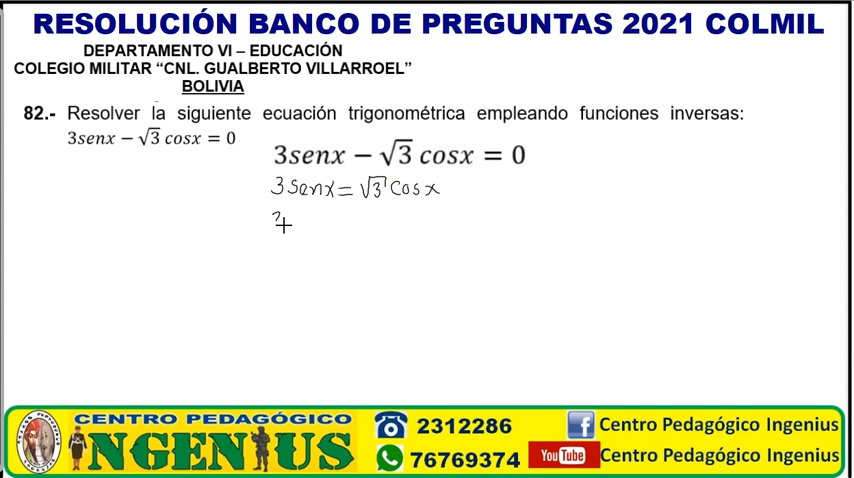 RESOLUCIÓN BANCO DE PREGUNTAS 2021 COLMIL
DEPARTAMENTO VI – EDUCACIÓN
COLEGIO MILITAR “CNL. GUALBERTO VILLARROEL”
BOLIVIA
82.- Resolver la siguiente ecuación trigonométrica empleando funciones inversas:
3senx − √3 cosx = 0
3senx − √3 cosx = 0
3senx = √3 cosx
CENTRO PEDAGÓGICO
INGENIUS
2312286
76769374
Centro Pedagógico Ingenius
YouTube Centro Pedagógico Ingenius